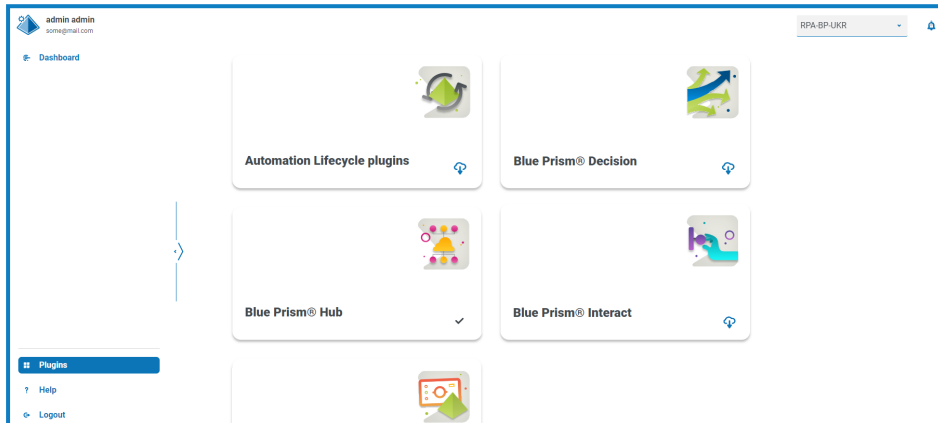 admin admin
some@mail.com
RPA-BP-UKR
Dashboard
Automation Lifecycle plugins
Blue Prism® Decision
Blue Prism® Hub
Blue Prism® Interact
Plugins
? Help
Logout